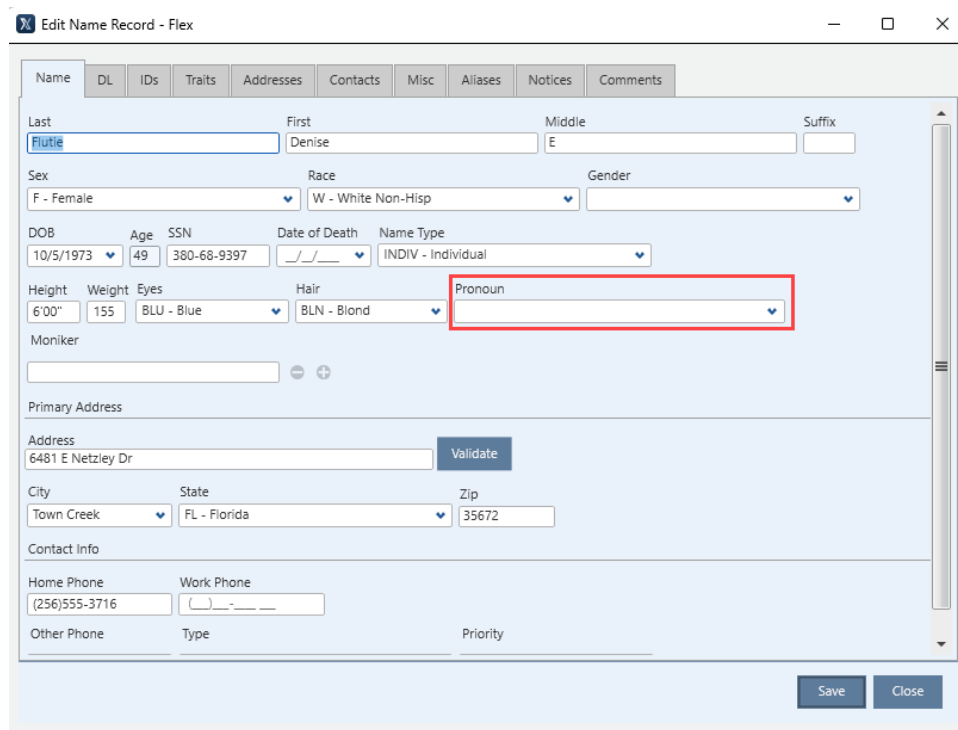 Edit Name Record - Flex
Name DL IDs Traits Addresses Contacts Misc Aliases Notices Comments
Last First Middle Suffix
Flutie Denise E
Sex Race Gender
F - Female W - White Non-Hisp
DOB Age SSN Date of Death Name Type
10/5/1973 49 380-68-9397 __/__/____ INDIV - Individual
Height Weight Eyes Hair Pronoun
6'00" 155 BLU - Blue BLN - Blond
Moniker
Primary Address
Address
6481 E Netzley Dr Validate
City State Zip
Town Creek FL - Florida 35672
Contact Info
Home Phone Work Phone
(256)555-3716 (__)__-____ ___
Other Phone Type Priority
Save Close